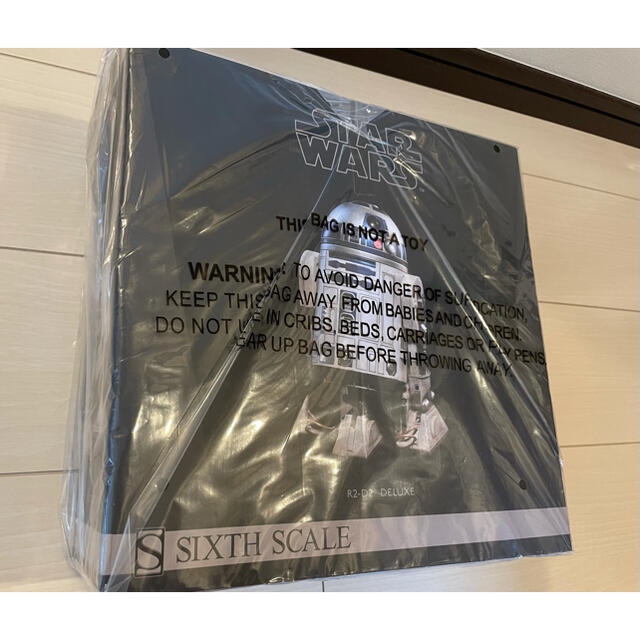 STAR
WARS
THIS BAG IS NOT A TOY
WARNING: TO AVOID DANGER OF SUFFOCATION,
KEEP THIS BAG AWAY FROM BABIES AND CHILDREN.
DO NOT USE IN CRIBS, BEDS, CARRIAGES OR PLAY PENS.
TEAR UP BAG BEFORE THROWING AWAY.
R2-D2 DELUXE
S SIXTH SCALE